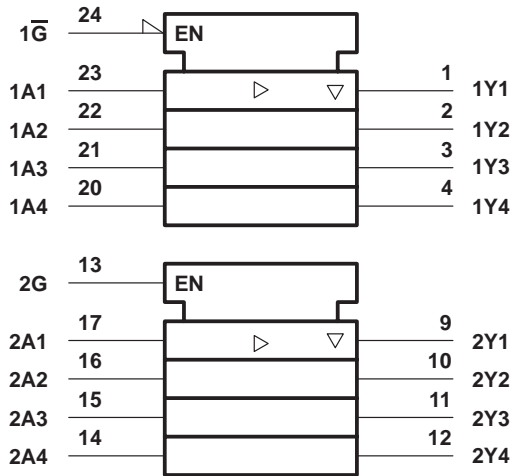 1G̅ 24 EN
1A1 23 1 1Y1
1A2 22 2 1Y2
1A3 21 3 1Y3
1A4 20 4 1Y4
2G 13 EN
2A1 17 9 2Y1
2A2 16 10 2Y2
2A3 15 11 2Y3
2A4 14 12 2Y4